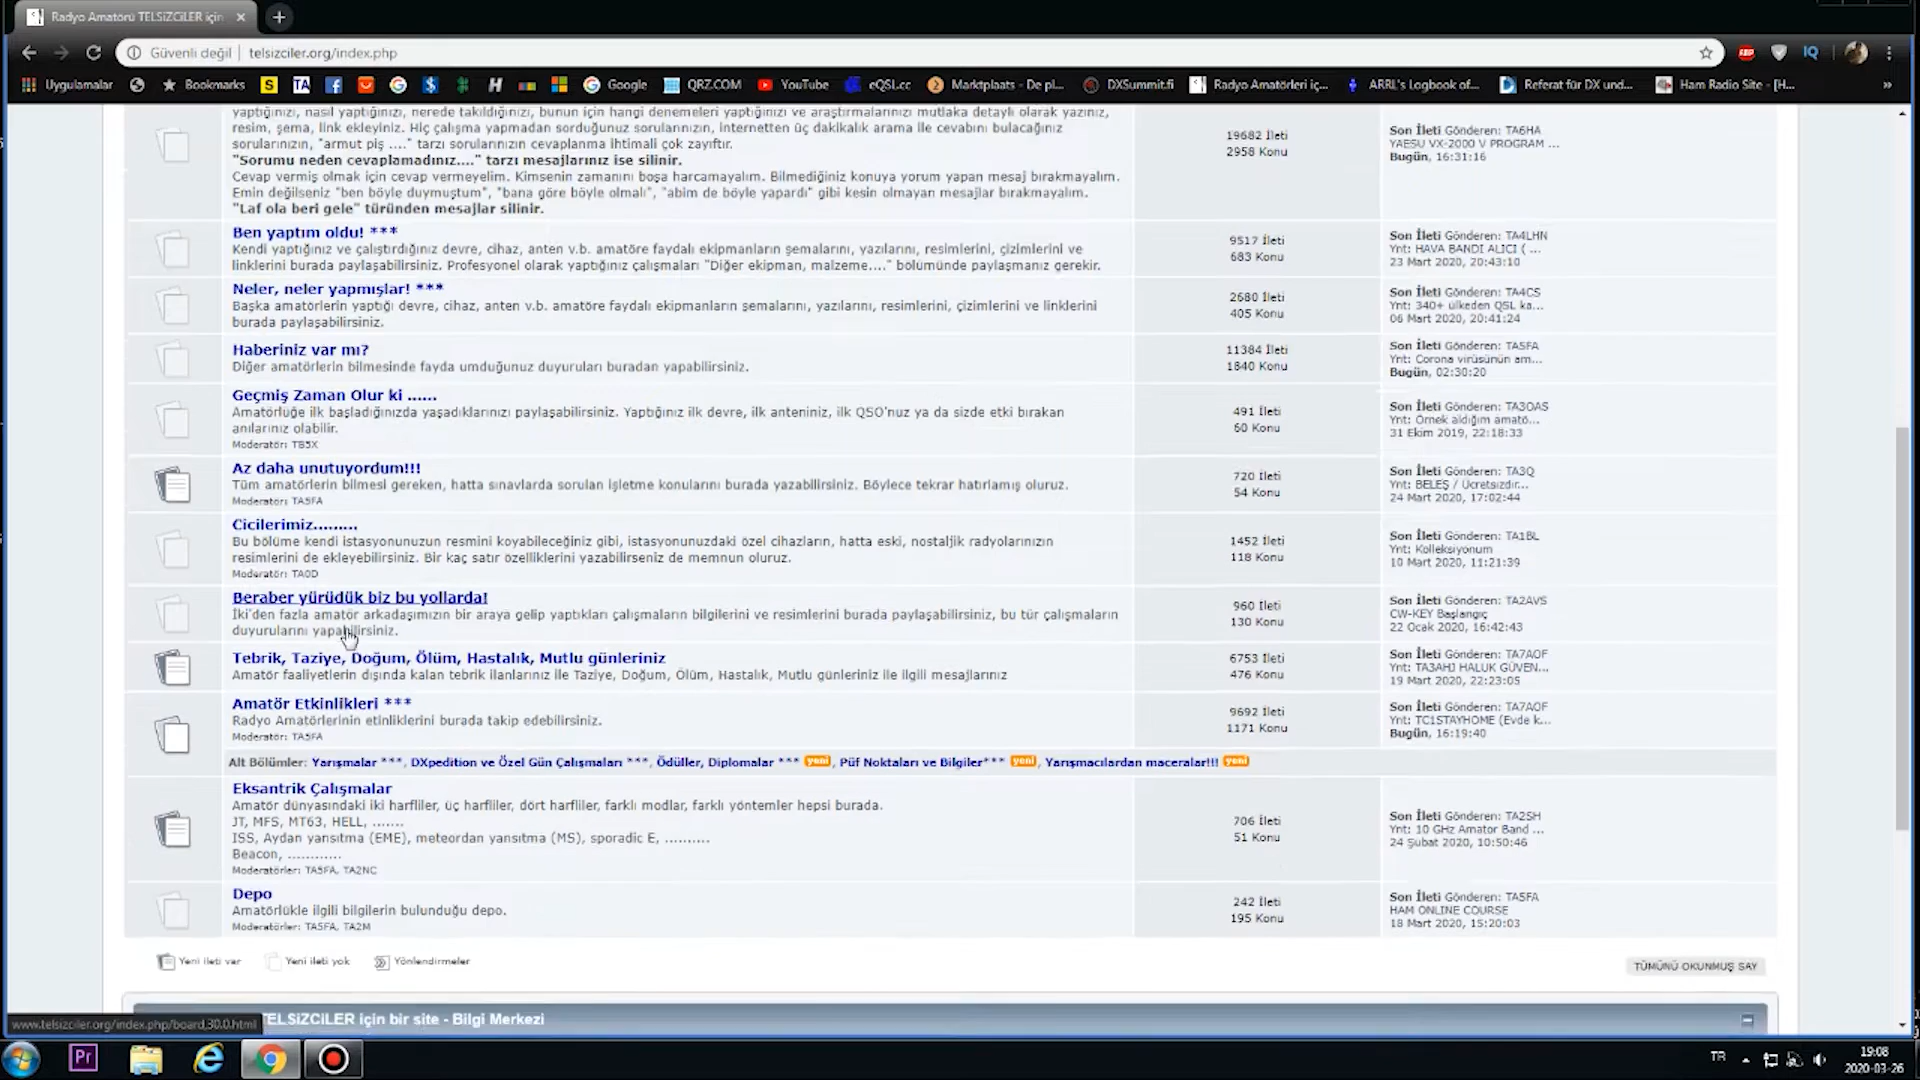 Radyo Amatörü TELSİZCİLER için
Güvenli değil | telsizciler.org/index.php
Uygulamalar Bookmarks Google QRZ.COM YouTube eQSL.cc Marktplaats - De pl... DXSummit.fi Radyo Amatörleri iç... ARRL's Logbook of... Referat für DX und... Ham Radio Site - [H... »
yaptığınızı, nasıl yaptığınızı, nerede takıldığınızı, bunun için hangi denemeleri yaptığınızı ve araştırmalarınızı mutlaka detaylı olarak yazınız,
resim, şema, link ekleyiniz. Hiç çalışma yapmadan sorduğunuz sorularınızın, internetten üç dakikalık arama ile cevabını bulacağınız
sorularınızın, "armut piş ...." tarzı sorularınızın cevaplanma ihtimali çok zayıftır.
"Sorumu neden cevaplamadınız...." tarzı mesajlarınız ise silinir.
Cevap vermiş olmak için cevap vermeyelim. Kimsenin zamanını boşa harcamayalım. Bilmediğiniz konuya yorum yapan mesaj bırakmayalım.
Emin değilseniz "ben böyle duymuştum", "bana göre böyle olmalı", "abim de böyle yapardı" gibi kesin olmayan mesajlar bırakmayalım.
"Laf ola beri gele" türünden mesajlar silinir.
19682 İleti
2958 Konu
Son İleti Gönderen: TA6HA
YAESU VX-2000 V PROGRAM ...
Bugün, 16:31:16
Ben yaptım oldu! ***
Kendi yaptığınız ve çalıştırdığınız devre, cihaz, anten v.b. amatöre faydalı ekipmanların şemalarını, yazılarını, resimlerini, çizimlerini ve
linklerini burada paylaşabilirsiniz. Profesyonel olarak yaptığınız çalışmaları "Diğer ekipman, malzeme...." bölümünde paylaşmanız gerekir.
9517 İleti
683 Konu
Son İleti Gönderen: TA4LHN
Ynt: HAVA BANDI ALICI ( ...
23 Mart 2020, 20:43:10
Neler, neler yapmışlar! ***
Başka amatörlerin yaptığı devre, cihaz, anten v.b. amatöre faydalı ekipmanların şemalarını, yazılarını, resimlerini, çizimlerini ve linklerini
burada paylaşabilirsiniz.
2680 İleti
405 Konu
Son İleti Gönderen: TA4CS
Ynt: 340+ ülkeden QSL ka...
06 Mart 2020, 20:41:24
Haberiniz var mı?
Diğer amatörlerin bilmesinde fayda umduğunuz duyuruları buradan yapabilirsiniz.
11384 İleti
1840 Konu
Son İleti Gönderen: TA5FA
Ynt: Corona virüsünün am...
Bugün, 02:30:20
Geçmiş Zaman Olur ki ......
Amatörlüğe ilk başladığınızda yaşadıklarınızı paylaşabilirsiniz. Yaptığınız ilk devre, ilk anteniniz, ilk QSO'nuz ya da sizde etki bırakan
anılarınız olabilir.
Moderatör: TB5X
491 İleti
60 Konu
Son İleti Gönderen: TA3OAS
Ynt: Örnek aldığım amatö...
31 Ekim 2019, 22:18:33
Az daha unutuyordum!!!
Tüm amatörlerin bilmesi gereken, hatta sınavlarda sorulan işletme konularını burada yazabilirsiniz. Böylece tekrar hatırlamış oluruz.
Moderatör: TA5FA
720 İleti
54 Konu
Son İleti Gönderen: TA3Q
Ynt: BELEŞ / Ücretsizdir...
24 Mart 2020, 17:02:44
Cicilerimiz.........
Bu bölüme kendi istasyonunuzun resmini koyabileceğiniz gibi, istasyonunuzdaki özel cihazların, hatta eski, nostaljik radyolarınızın
resimlerini de ekleyebilirsiniz. Bir kaç satır özelliklerini yazabilirseniz de memnun oluruz.
Moderatör: TA0D
1452 İleti
118 Konu
Son İleti Gönderen: TA1BL
Ynt: Kolleksiyonum
10 Mart 2020, 11:21:39
Beraber yürüdük biz bu yollarda!
İki'den fazla amatör arkadaşımızın bir araya gelip yaptıkları çalışmaların bilgilerini ve resimlerini burada paylaşabilirsiniz, bu tür çalışmaların
duyurularını yapabilirsiniz.
960 İleti
130 Konu
Son İleti Gönderen: TA2AVS
CW-KEY Başlangıç
22 Ocak 2020, 16:42:43
Tebrik, Taziye, Doğum, Ölüm, Hastalık, Mutlu günleriniz
Amatör faaliyetlerin dışında kalan tebrik ilanlarınız ile Taziye, Doğum, Ölüm, Hastalık, Mutlu günleriniz ile ilgili mesajlarınız
6753 İleti
476 Konu
Son İleti Gönderen: TA7AOF
Ynt: TA3AHJ HALUK GÜVEN...
19 Mart 2020, 22:23:05
Amatör Etkinlikleri ***
Radyo Amatörlerinin etinliklerini burada takip edebilirsiniz.
Moderatör: TA5FA
9692 İleti
1171 Konu
Son İleti Gönderen: TA7AOF
Ynt: TC1STAYHOME (Evde k...
Bugün, 16:19:40
Alt Bölümler: Yarışmalar ***, DXpedition ve Özel Gün Çalışmaları ***, Ödüller, Diplomalar *** yeni, Püf Noktaları ve Bilgiler*** yeni, Yarışmacılardan maceralar!!! yeni
Eksantrik Çalışmalar
Amatör dünyasındaki iki harfliler, üç harfliler, dört harfliler, farklı modlar, farklı yöntemler hepsi burada.
JT, MFS, MT63, HELL, .......
ISS, Aydan yansıtma (EME), meteordan yansıtma (MS), sporadic E, ..........
Beacon, ............
Moderatörler: TA5FA, TA2NC
706 İleti
51 Konu
Son İleti Gönderen: TA2SH
Ynt: 10 GHz Amatör Band ...
24 Şubat 2020, 10:50:46
Depo
Amatörlükle ilgili bilgilerin bulunduğu depo.
Moderatörler: TA5FA, TA2M
242 İleti
195 Konu
Son İleti Gönderen: TA5FA
HAM ONLINE COURSE
18 Mart 2020, 15:20:03
Yeni ileti var Yeni ileti yok Yönlendirmeler
TÜMÜNÜ OKUNMUŞ SAY
TELSİZCİLER için bir site - Bilgi Merkezi
www.telsizciler.org/index.php/board,30.0.html
Pr
TR
19:08
2020-03-26